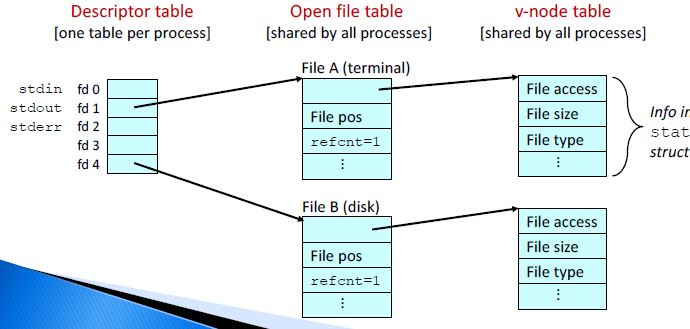 Descriptor table
[one table per process]
Open file table
[shared by all processes]
v-node table
[shared by all processes]
stdin fd 0
stdout fd 1
stderr fd 2
fd 3
fd 4
File A (terminal)
File pos
refcnt=1
⋮
File access
File size
File type
⋮
Info in
stat
struct
File B (disk)
File pos
refcnt=1
⋮
File access
File size
File type
⋮